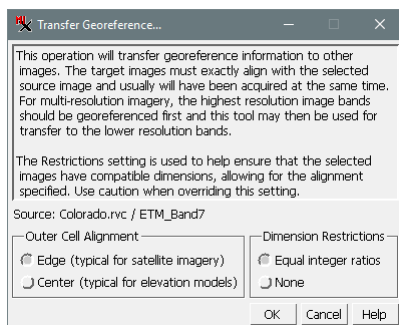 Transfer Georeference...
This operation will transfer georeference information to other
images. The target images must exactly align with the selected
source image and usually will have been acquired at the same time.
For multi-resolution imagery, the highest resolution image bands
should be georeferenced first and this tool may then be used for
transfer to the lower resolution bands.
The Restrictions setting is used to help ensure that the selected
images have compatible dimensions, allowing for the alignment
specified. Use caution when overriding this setting.
Source: Colorado.rvc / ETM_Band7
Outer Cell Alignment
Edge (typical for satellite imagery)
Center (typical for elevation models)
Dimension Restrictions
Equal integer ratios
None
OK Cancel Help